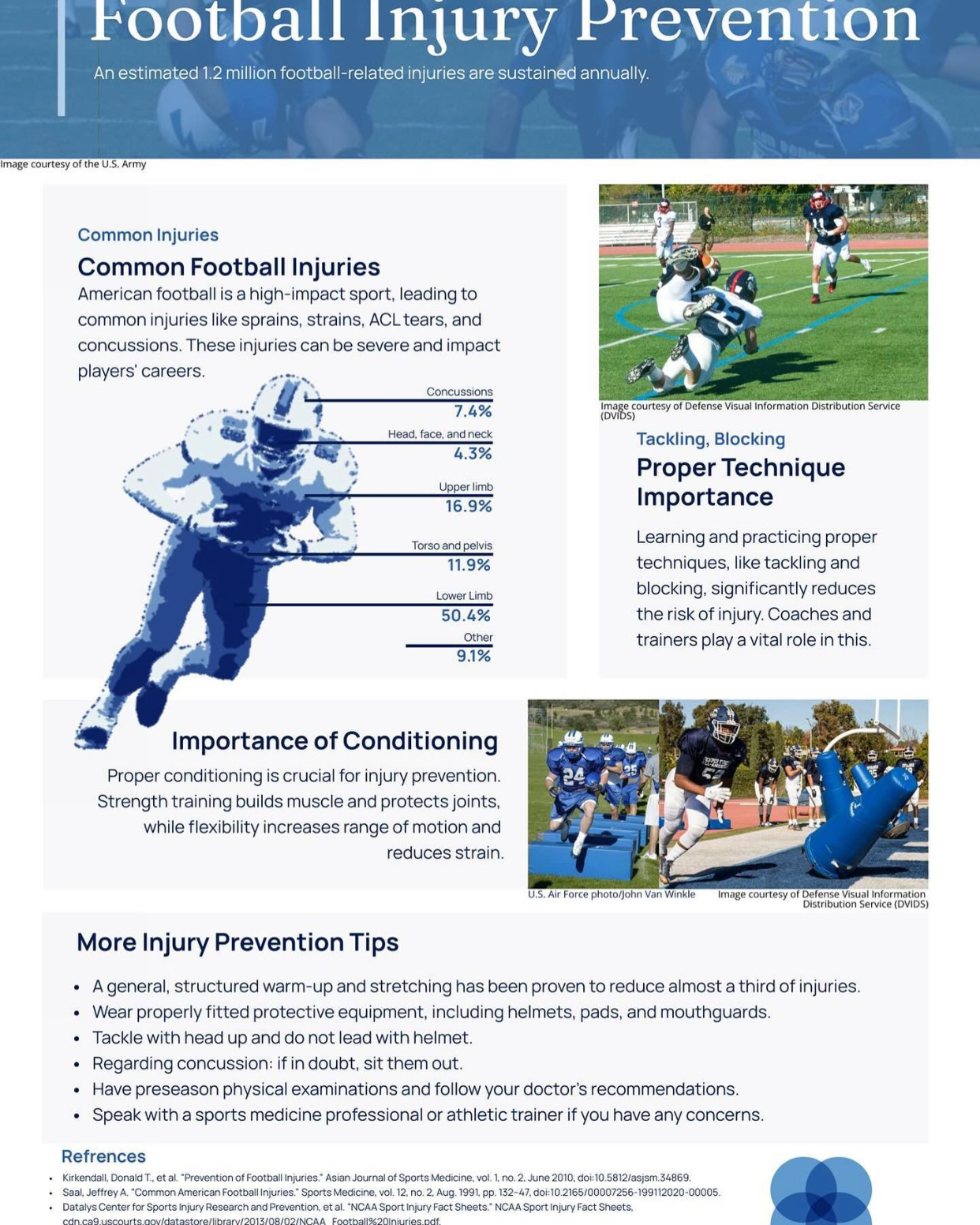 Football Injury Prevention
An estimated 1.2 million football-related injuries are sustained annually.
Image courtesy of the U.S. Army
Common Injuries
Common Football Injuries
American football is a high-impact sport, leading to
common injuries like sprains, strains, ACL tears, and
concussions. These injuries can be severe and impact
players' careers.
Concussions
7.4%
Head, face, and neck
4.3%
Upper limb
16.9%
Torso and pelvis
11.9%
Lower Limb
50.4%
Other
9.1%
Image courtesy of Defense Visual Information Distribution Service
(DVIDS)
Tackling, Blocking
Proper Technique
Importance
Learning and practicing proper
techniques, like tackling and
blocking, significantly reduces
the risk of injury. Coaches and
trainers play a vital role in this.
Importance of Conditioning
Proper conditioning is crucial for injury prevention.
Strength training builds muscle and protects joints,
while flexibility increases range of motion and
reduces strain.
24
25
U.S. Air Force photo/John Van Winkle
Image courtesy of Defense Visual Information
Distribution Service (DVIDS)
More Injury Prevention Tips
• A general, structured warm-up and stretching has been proven to reduce almost a third of injuries.
• Wear properly fitted protective equipment, including helmets, pads, and mouthguards.
• Tackle with head up and do not lead with helmet.
• Regarding concussion: if in doubt, sit them out.
• Have preseason physical examinations and follow your doctor's recommendations.
• Speak with a sports medicine professional or athletic trainer if you have any concerns.
Refrences
• Kirkendall, Donald T., et al. "Prevention of Football Injuries." Asian Journal of Sports Medicine, vol. 1, no. 2, June 2010, doi:10.5812/asjsm.34869.
• Saal, Jeffrey A. "Common American Football Injuries." Sports Medicine, vol. 12, no. 2, Aug. 1991, pp. 132–47, doi:10.2165/00007256-199112020-00005.
• Datalys Center for Sports Injury Research and Prevention, et al. "NCAA Sport Injury Fact Sheets." NCAA Sport Injury Fact Sheets,
cdn.ca9.uscourts.gov/datastore/library/2013/08/02/NCAA_Football%20Injuries.pdf.